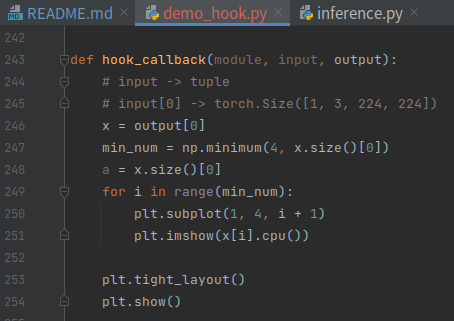 README.md × demo_hook.py × inference.py ×
242
243 def hook_callback(module, input, output):
244     # input -> tuple
245     # input[0] -> torch.Size([1, 3, 224, 224])
246     x = output[0]
247     min_num = np.minimum(4, x.size()[0])
248     a = x.size()[0]
249     for i in range(min_num):
250         plt.subplot(1, 4, i + 1)
251         plt.imshow(x[i].cpu())
252
253     plt.tight_layout()
254     plt.show()